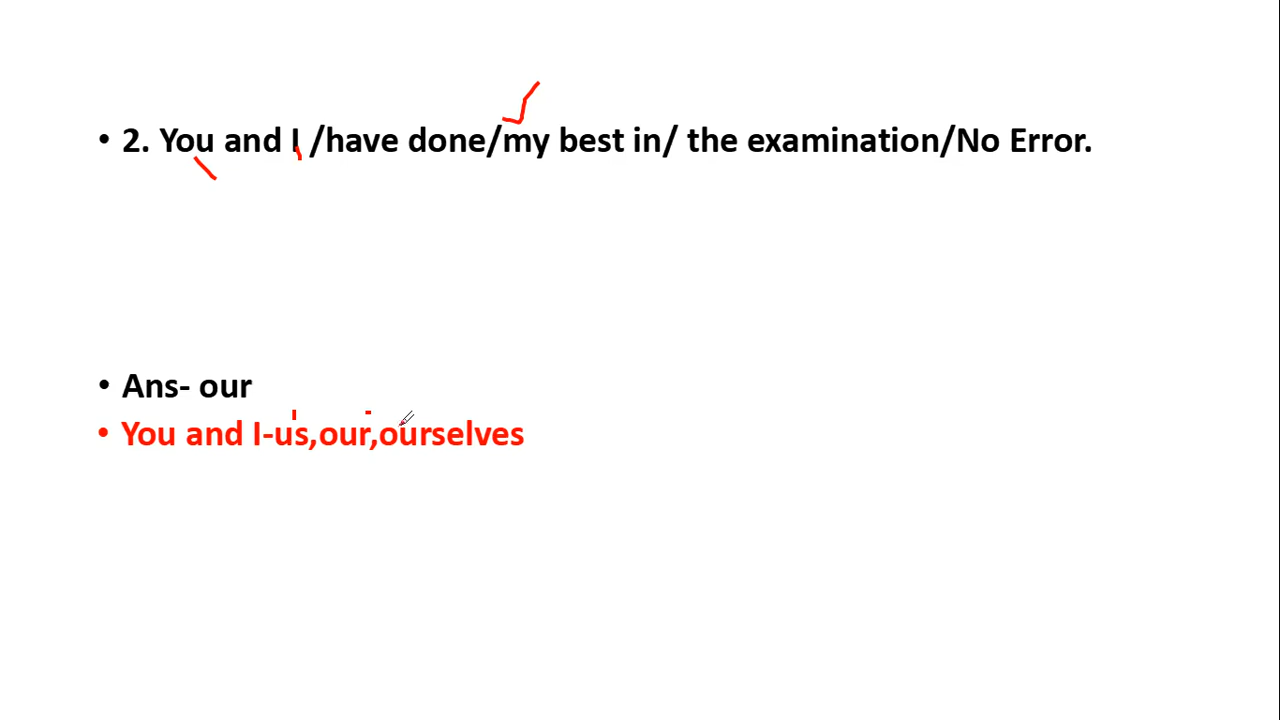 • 2. You and I /have done/my best in/ the examination/No Error.
• Ans- our
• You and I-us,our,ourselves